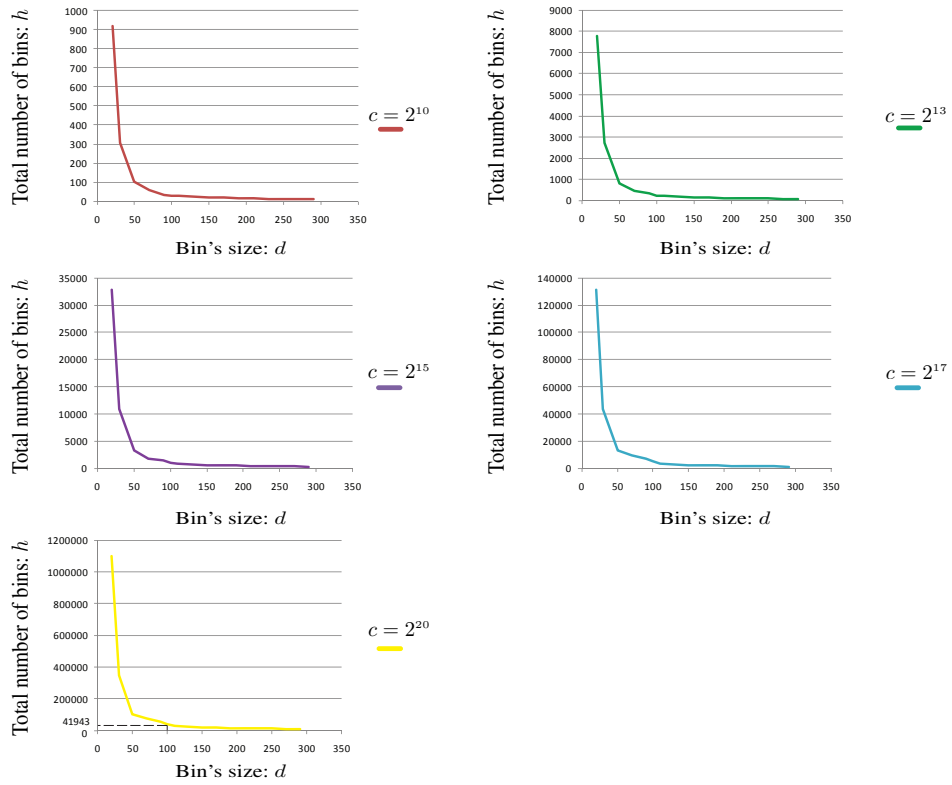 Total number of bins: h
1000
900
800
700
600
500
400
300
200
100
0
0 50 100 150 200 250 300 350
Bin's size: d
c = 2^10
Total number of bins: h
9000
8000
7000
6000
5000
4000
3000
2000
1000
0
0 50 100 150 200 250 300 350
Bin's size: d
c = 2^13
Total number of bins: h
35000
30000
25000
20000
15000
10000
5000
0
0 50 100 150 200 250 300 350
Bin's size: d
c = 2^15
Total number of bins: h
140000
120000
100000
80000
60000
40000
20000
0
0 50 100 150 200 250 300 350
Bin's size: d
c = 2^17
Total number of bins: h
1200000
1000000
800000
600000
400000
200000
41943
0
0 50 100 150 200 250 300 350
Bin's size: d
c = 2^20